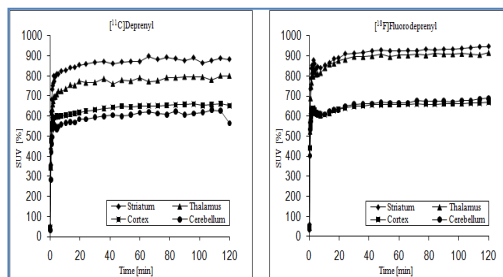 [¹¹C]Deprenyl
1000
900
800
700
600
500
400
300
200
100
0
SUV [%]
0 20 40 60 80 100 120
Time [min]
Striatum Thalamus
Cortex Cerebellum
[¹⁸F]Fluorodeprenyl
1000
900
800
700
600
500
400
300
200
100
0
SUV [%]
0 20 40 60 80 100 120
Time [min]
Striatum Thalamus
Cortex Cerebellum